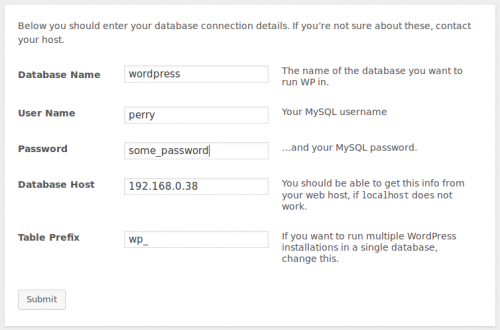 Below you should enter your database connection details. If you're not sure about these, contact
your host.
Database Name
wordpress
The name of the database you want to
run WP in.
User Name
perry
Your MySQL username
Password
some_password
...and your MySQL password.
Database Host
192.168.0.38
You should be able to get this info
from your web host, if localhost does not
work.
Table Prefix
wp_
If you want to run multiple WordPress
installations in a single database,
change this.
Submit